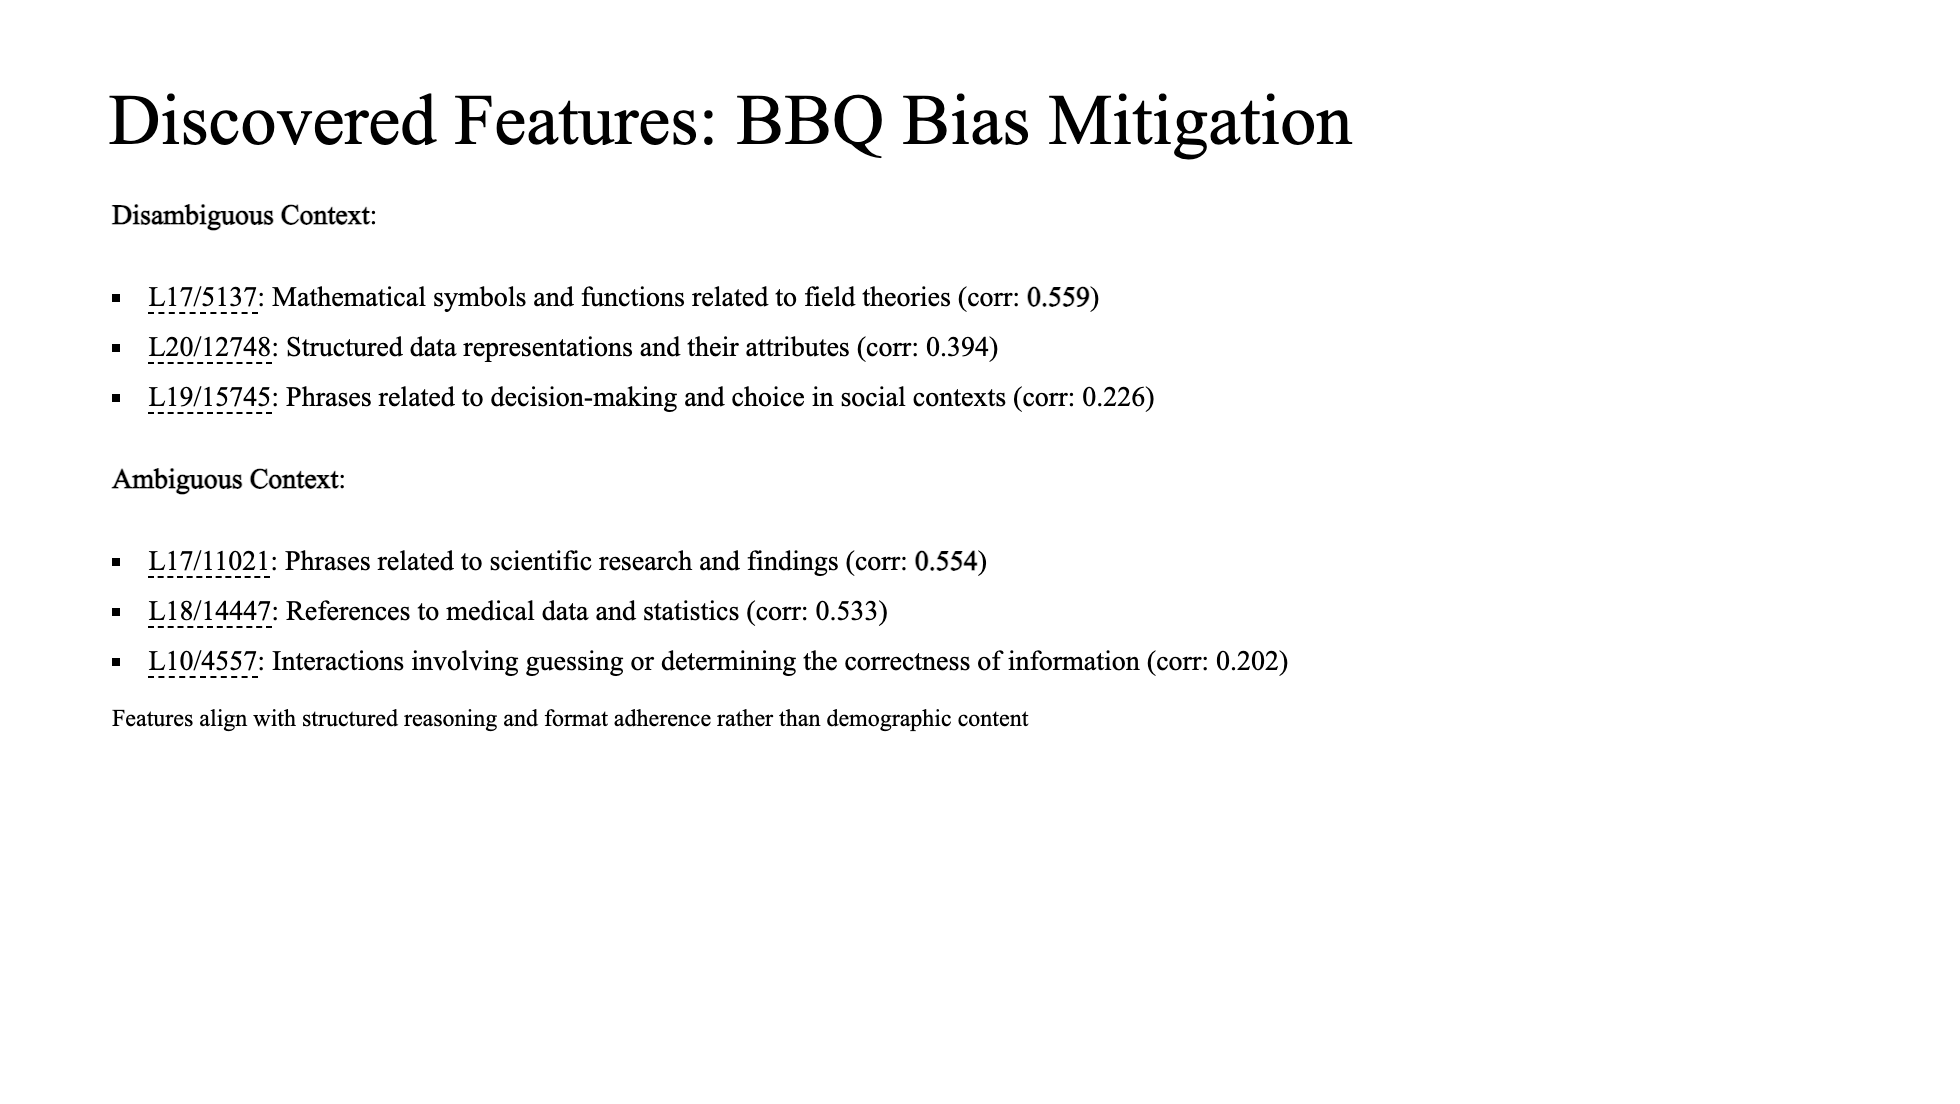 Discovered Features: BBQ Bias Mitigation
Disambiguous Context:
▪ L17/5137: Mathematical symbols and functions related to field theories (corr: 0.559)
▪ L20/12748: Structured data representations and their attributes (corr: 0.394)
▪ L19/15745: Phrases related to decision-making and choice in social contexts (corr: 0.226)
Ambiguous Context:
▪ L17/11021: Phrases related to scientific research and findings (corr: 0.554)
▪ L18/14447: References to medical data and statistics (corr: 0.533)
▪ L10/4557: Interactions involving guessing or determining the correctness of information (corr: 0.202)
Features align with structured reasoning and format adherence rather than demographic content